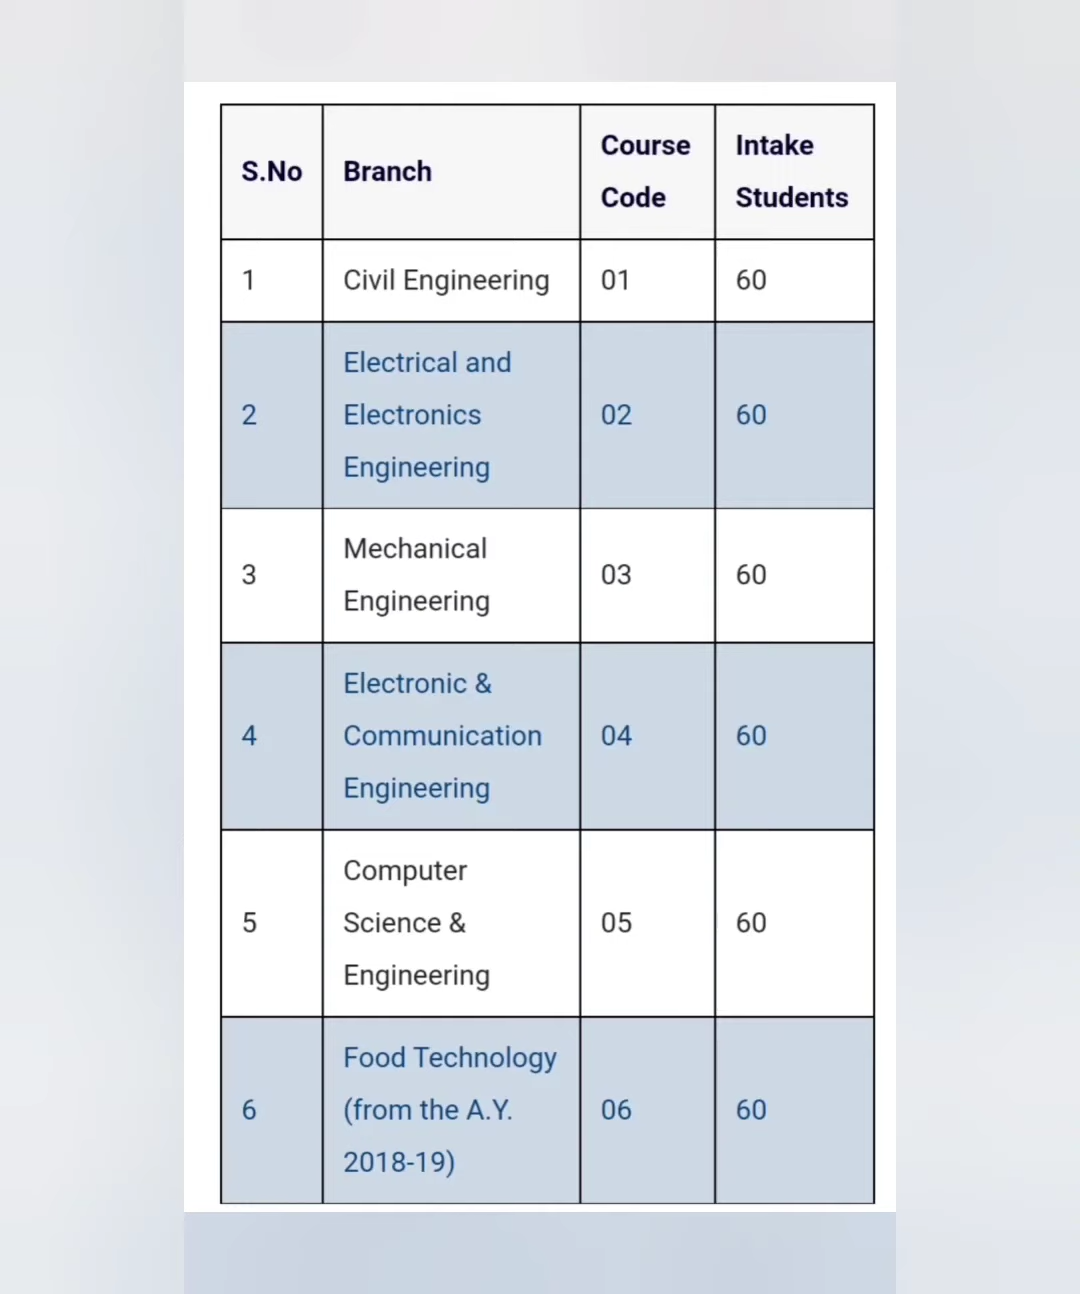 S.No Branch Course Code Intake Students
1 Civil Engineering 01 60
2 Electrical and Electronics Engineering 02 60
3 Mechanical Engineering 03 60
4 Electronic & Communication Engineering 04 60
5 Computer Science & Engineering 05 60
6 Food Technology (from the A.Y. 2018-19) 06 60